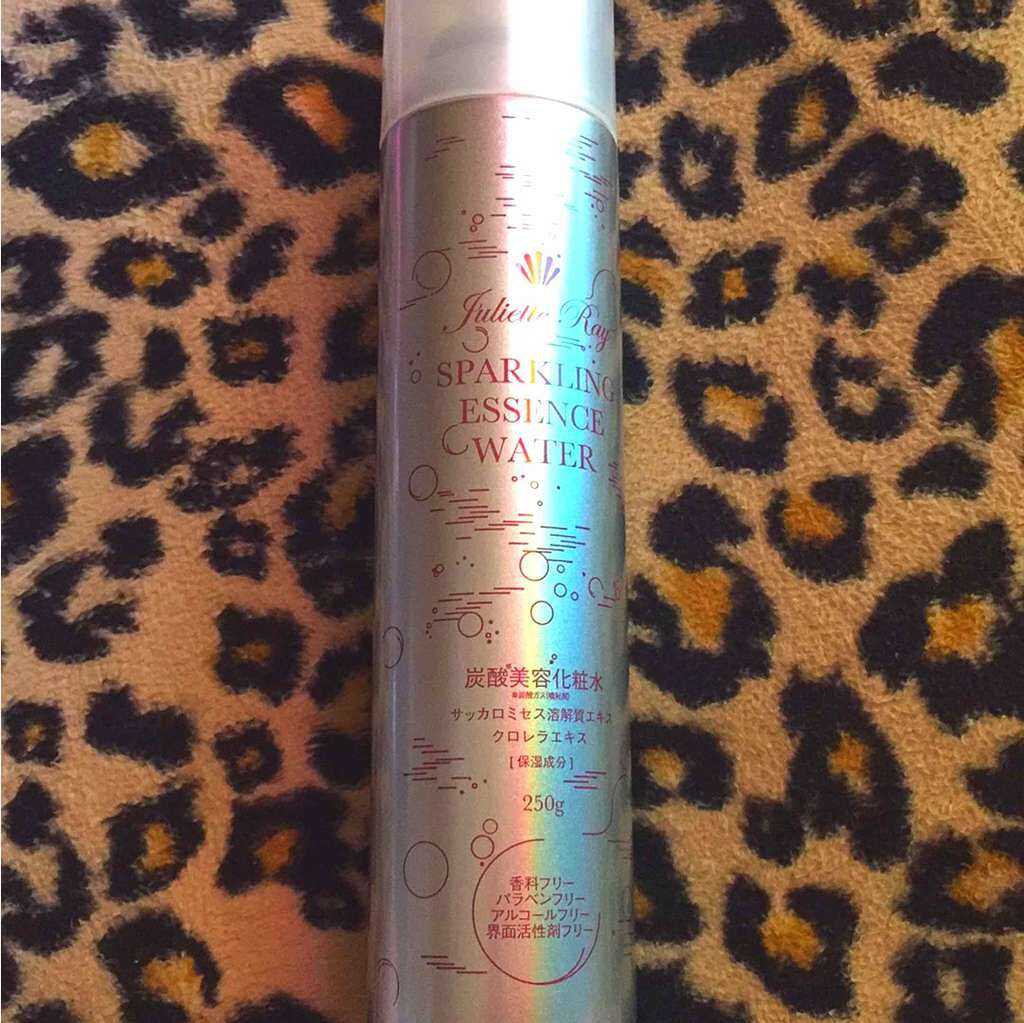 Juliette Ray
SPARKLING
ESSENCE
WATER
炭酸美容化粧水
サッカロミセス溶解質エキス
クロレラエキス
[保湿成分]
250g
香料フリー
パラベンフリー
アルコールフリー
界面活性剤フリー